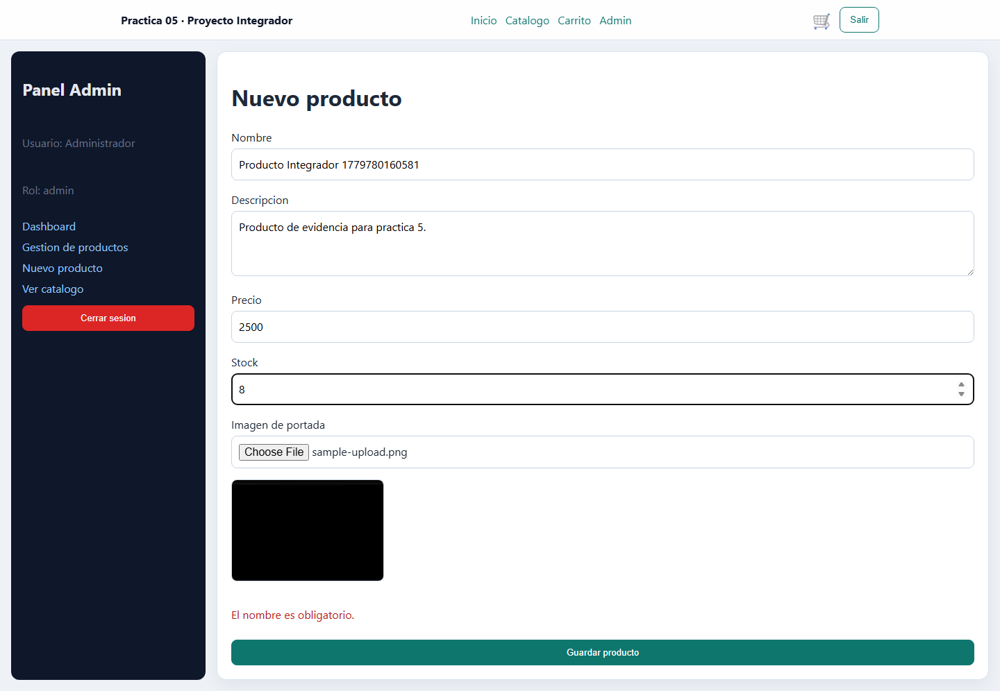 Practica 05 · Proyecto Integrador
Inicio Catalogo Carrito Admin
Salir
Panel Admin
Usuario: Administrador
Rol: admin
Dashboard
Gestion de productos
Nuevo producto
Ver catalogo
Cerrar sesion
Nuevo producto
Nombre
Producto Integrador 1779780160581
Descripcion
Producto de evidencia para practica 5.
Precio
2500
Stock
8
Imagen de portada
Choose File sample-upload.png
El nombre es obligatorio.
Guardar producto